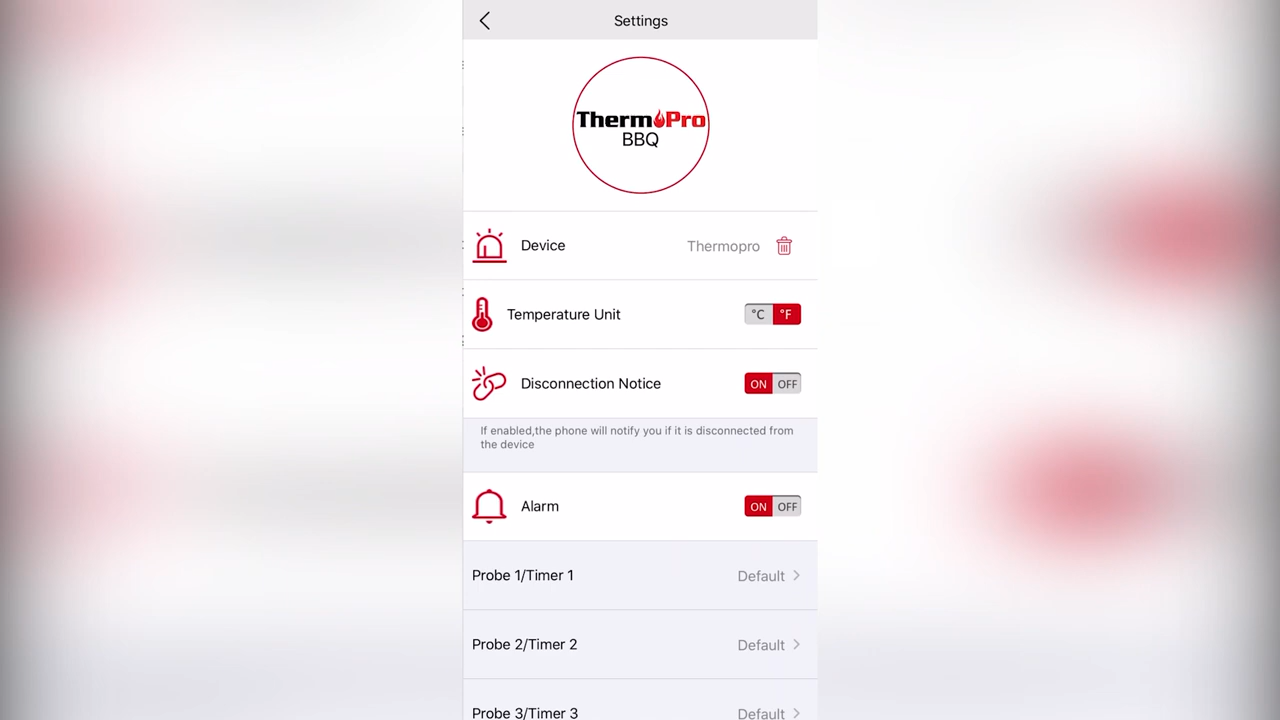 Settings
ThermoPro
BBQ
Device
Thermopro
Temperature Unit
°C °F
Disconnection Notice
ON OFF
If enabled,the phone will notify you if it is disconnected from
the device
Alarm
ON OFF
Probe 1/Timer 1
Default
Probe 2/Timer 2
Default
Probe 3/Timer 3
Default